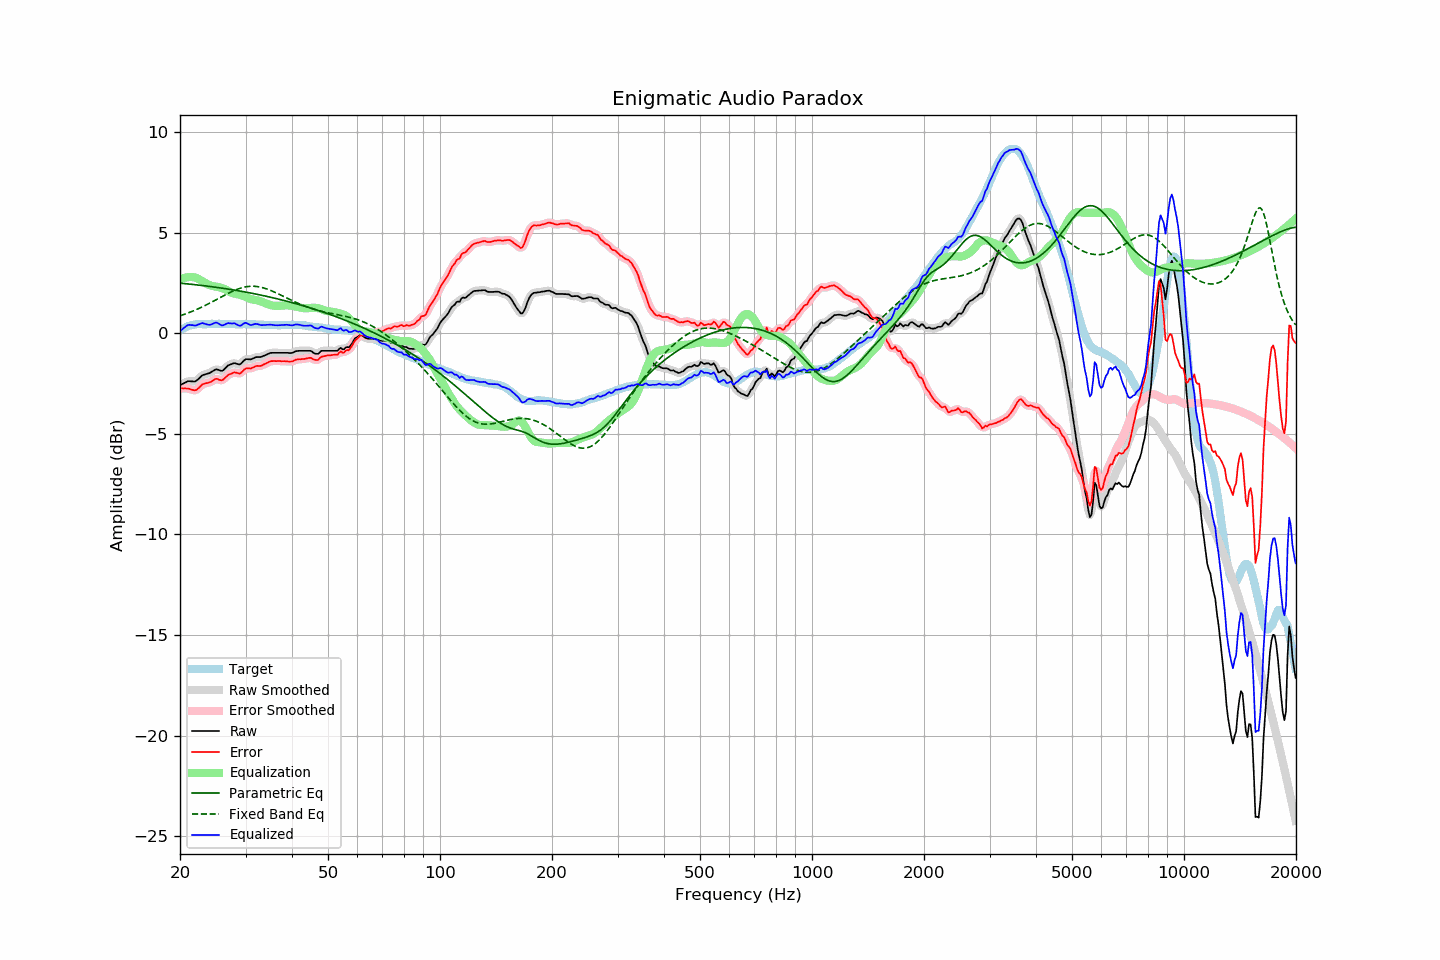 Enigmatic Audio Paradox
10
5
0
−5
−10
−15
−20
−25
Amplitude (dBr)
Target
Raw Smoothed
Error Smoothed
Raw
Error
Equalization
Parametric Eq
Fixed Band Eq
Equalized
20 50 100 200 500 1000 2000 5000 10000 20000
Frequency (Hz)